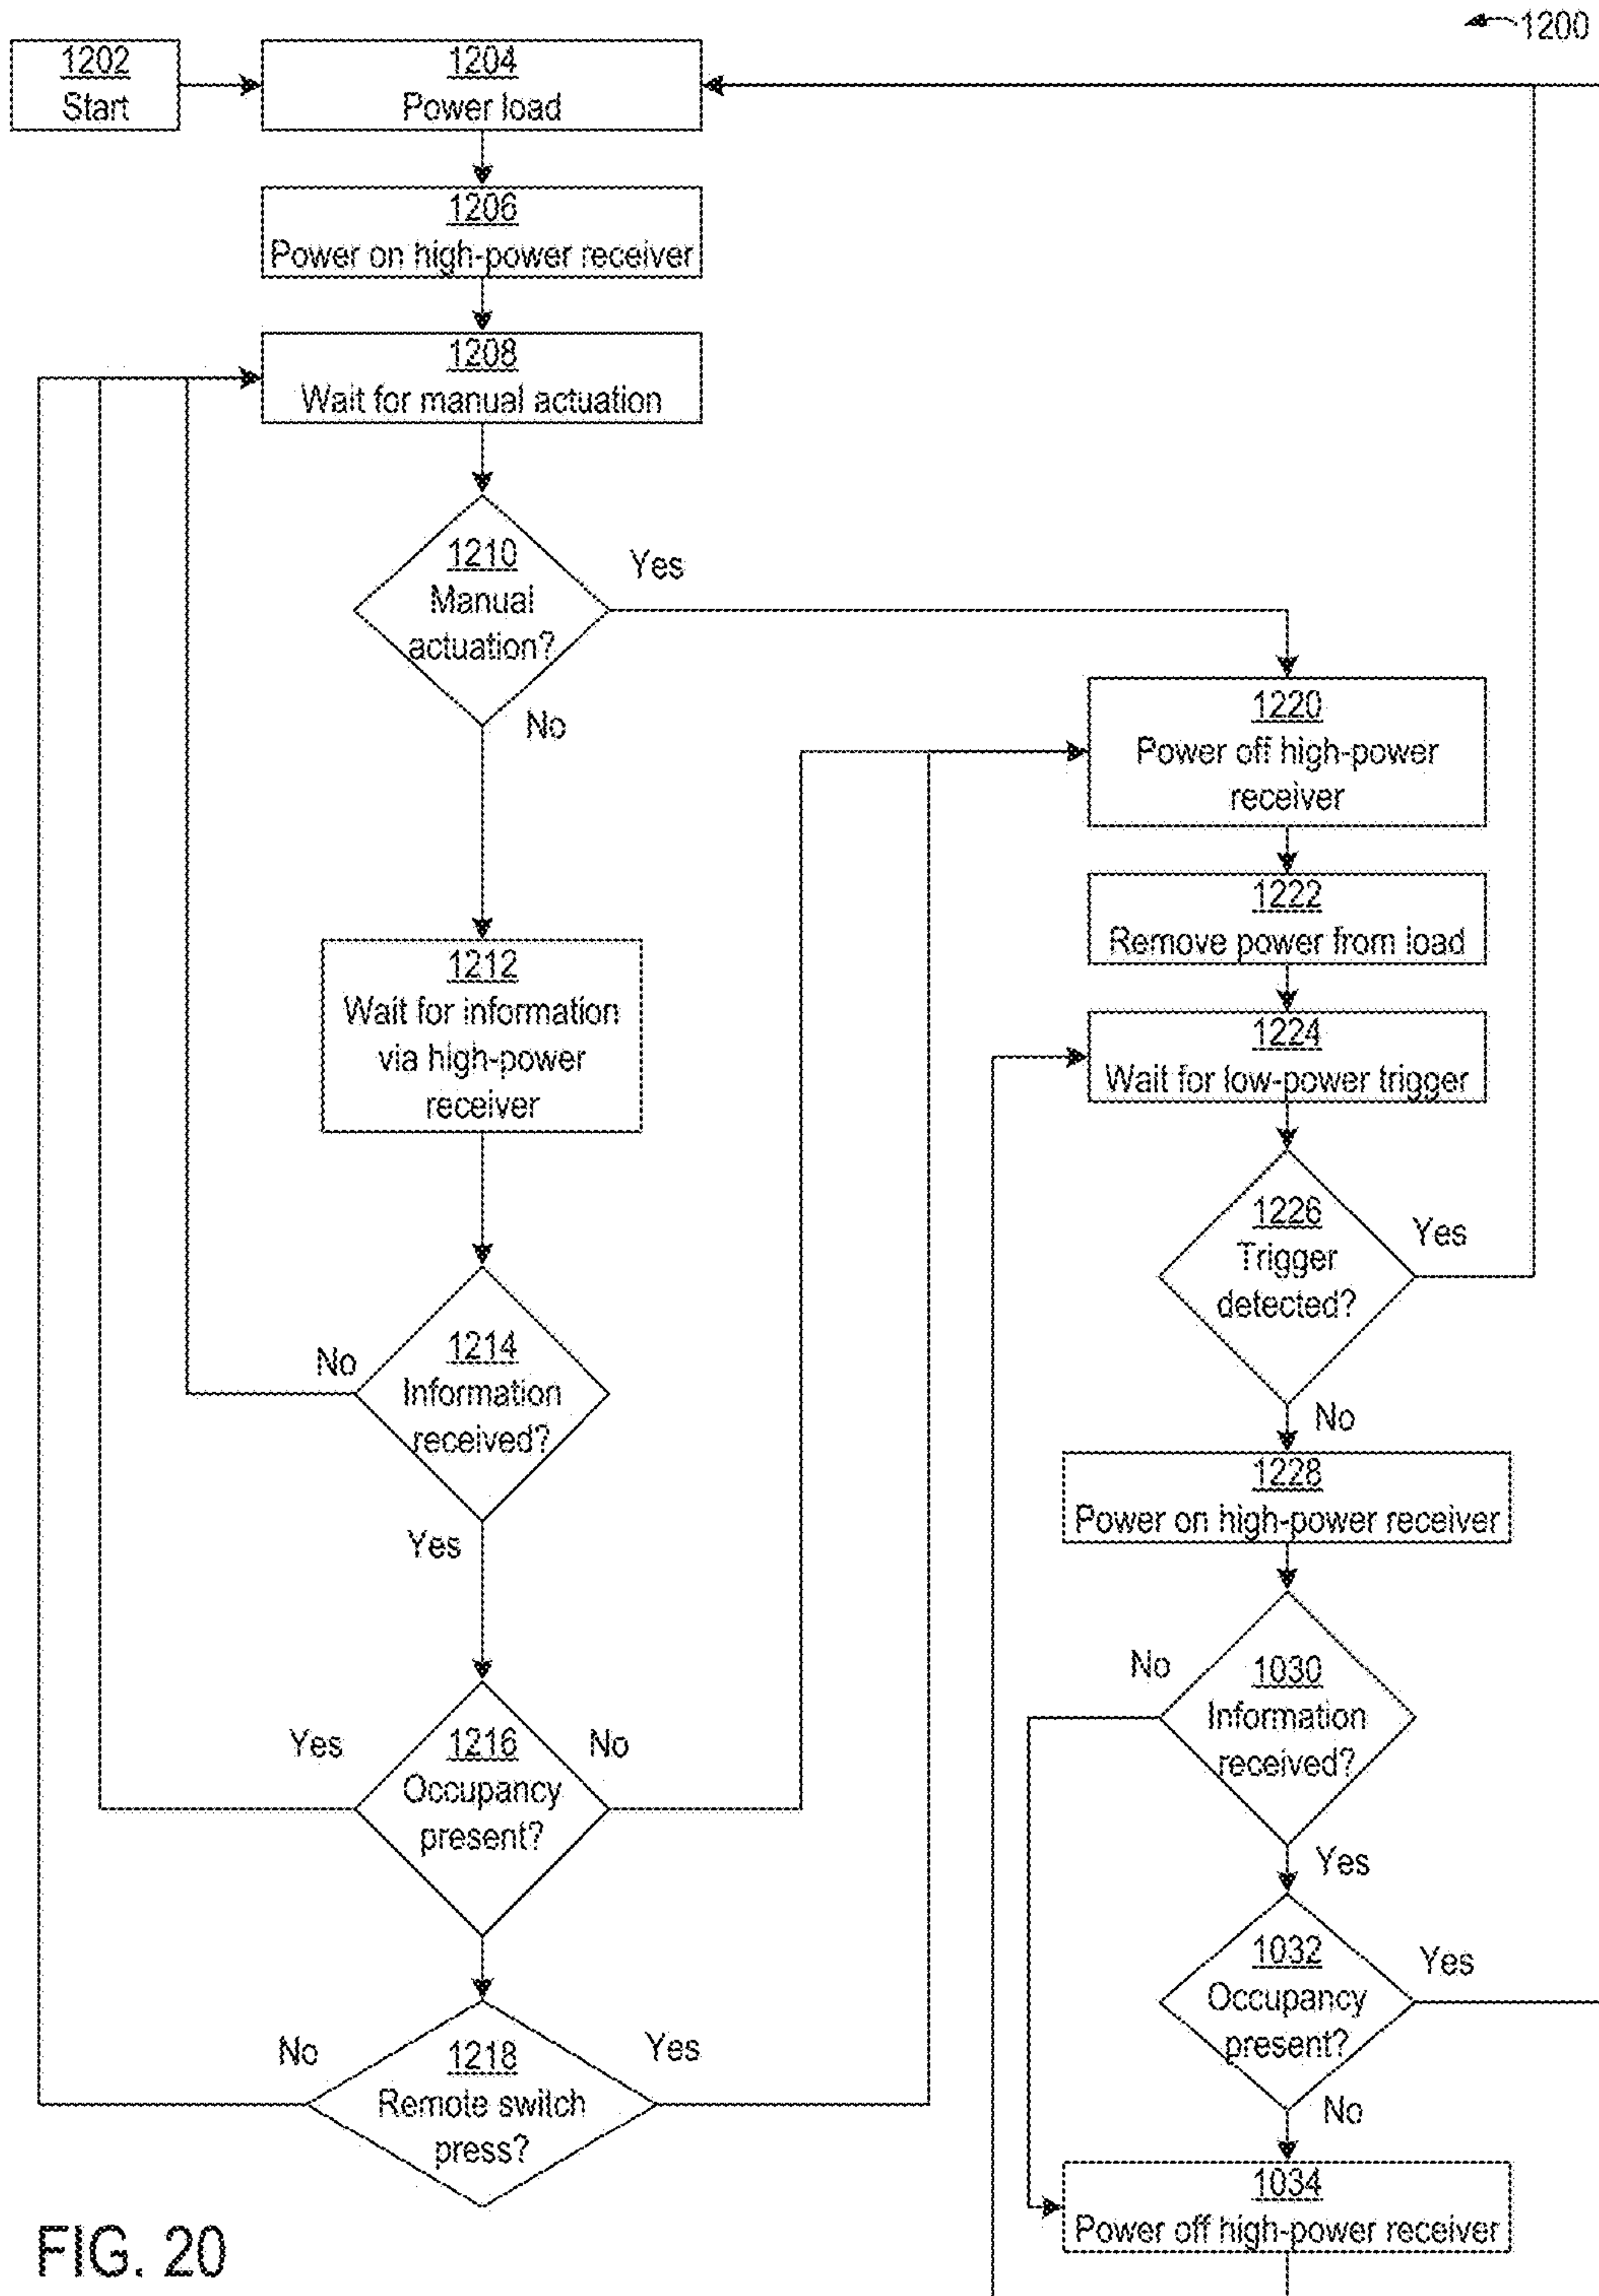 1200
1202
Start
1204
Power load
1206
Power on high-power receiver
1208
Wait for manual actuation
1210
Manual
actuation?
Yes
No
1212
Wait for information
via high-power
receiver
1214
Information
received?
No
Yes
1216
Occupancy
present?
Yes
No
1218
Remote switch
press?
No
Yes
1220
Power off high-power
receiver
1222
Remove power from load
1224
Wait for low-power trigger
1226
Trigger
detected?
Yes
No
1228
Power on high-power receiver
1030
Information
received?
No
Yes
1032
Occupancy
present?
Yes
No
1034
Power off high-power receiver
FIG. 20